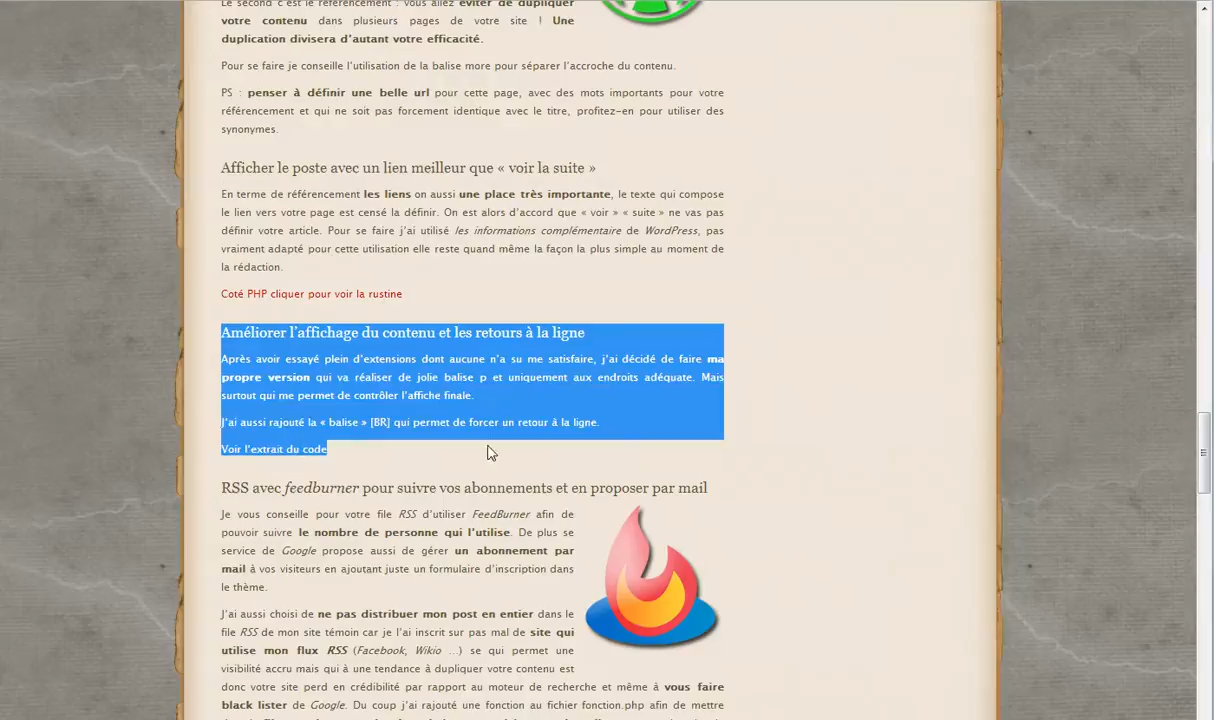 Le second c'est le référencement : vous allez éviter de dupliquer
votre contenu dans plusieurs pages de votre site ! Une
duplication divisera d'autant votre efficacité.
Pour se faire je conseille l'utilisation de la balise more pour séparer l'accroche du contenu.
PS : penser à définir une belle url pour cette page, avec des mots importants pour votre
référencement et qui ne soit pas forcement identique avec le titre, profitez-en pour utiliser des
synonymes.
Afficher le poste avec un lien meilleur que « voir la suite »
En terme de référencement les liens on aussi une place très importante, le texte qui compose
le lien vers votre page est censé la définir. On est alors d'accord que « voir » « suite » ne vas pas
définir votre article. Pour se faire j'ai utilisé les informations complémentaire de WordPress, pas
vraiment adapté pour cette utilisation elle reste quand même la façon la plus simple au moment de
la rédaction.
Coté PHP cliquer pour voir la rustine
Améliorer l'affichage du contenu et les retours à la ligne
Après avoir essayé plein d'extensions dont aucune n'a su me satisfaire, j'ai décidé de faire ma
propre version qui va réaliser de jolie balise p et uniquement aux endroits adéquate. Mais
surtout qui me permet de contrôler l'affiche finale.
J'ai aussi rajouté la « balise » [BR] qui permet de forcer un retour à la ligne.
Voir l'extrait du code
RSS avec feedburner pour suivre vos abonnements et en proposer par mail
Je vous conseille pour votre file RSS d'utiliser FeedBurner afin de
pouvoir suivre le nombre de personne qui l'utilise. De plus se
service de Google propose aussi de gérer un abonnement par
mail à vos visiteurs en ajoutant juste un formulaire d'inscription dans
le thème.
J'ai aussi choisi de ne pas distribuer mon post en entier dans le
file RSS de mon site témoin car je l'ai inscrit sur pas mal de site qui
utilise mon flux RSS (Facebook, Wikio ...) se qui permet une
visibilité accru mais qui à une tendance à dupliquer votre contenu est
donc votre site perd en crédibilité par rapport au moteur de recherche et même à vous faire
black lister de Google. Du coup j'ai rajouté une fonction au fichier fonction.php afin de mettre